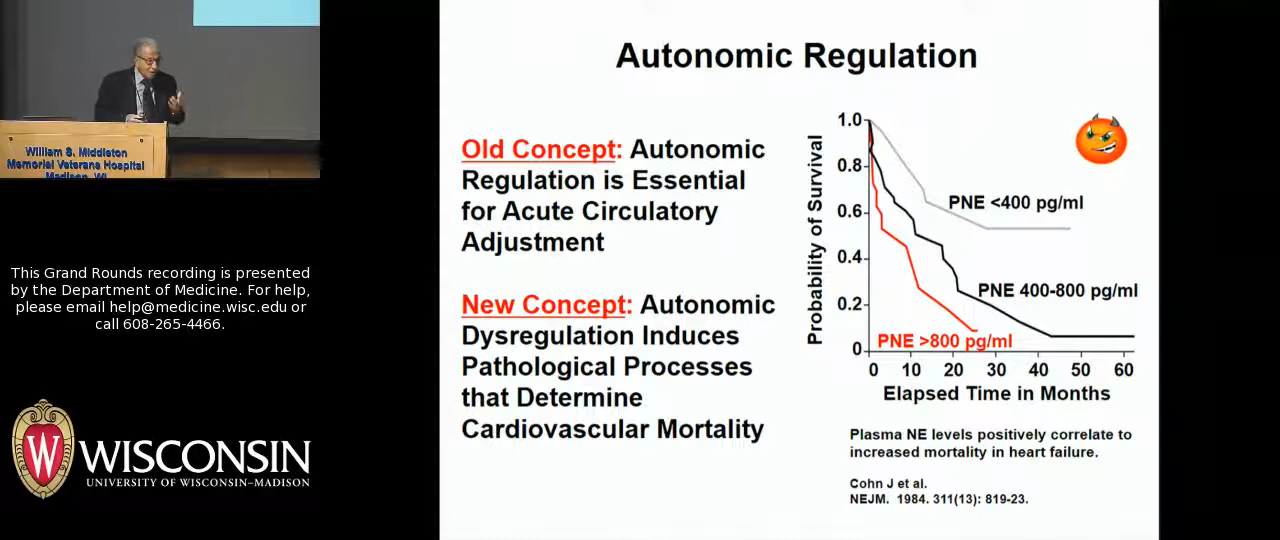 William S. Middleton
Memorial Veterans Hospital
Madison, WI
This Grand Rounds recording is presented
by the Department of Medicine. For help,
please email help@medicine.wisc.edu or
call 608-265-4466.
W
WISCONSIN
UNIVERSITY OF WISCONSIN–MADISON
Autonomic Regulation
Old Concept: Autonomic
Regulation is Essential
for Acute Circulatory
Adjustment
New Concept: Autonomic
Dysregulation Induces
Pathological Processes
that Determine
Cardiovascular Mortality
Probability of Survival
1.0
0.8
0.6
0.4
0.2
0
PNE <400 pg/ml
PNE 400-800 pg/ml
PNE >800 pg/ml
0 10 20 30 40 50 60
Elapsed Time in Months
Plasma NE levels positively correlate to
increased mortality in heart failure.
Cohn J et al.
NEJM. 1984. 311(13): 819-23.